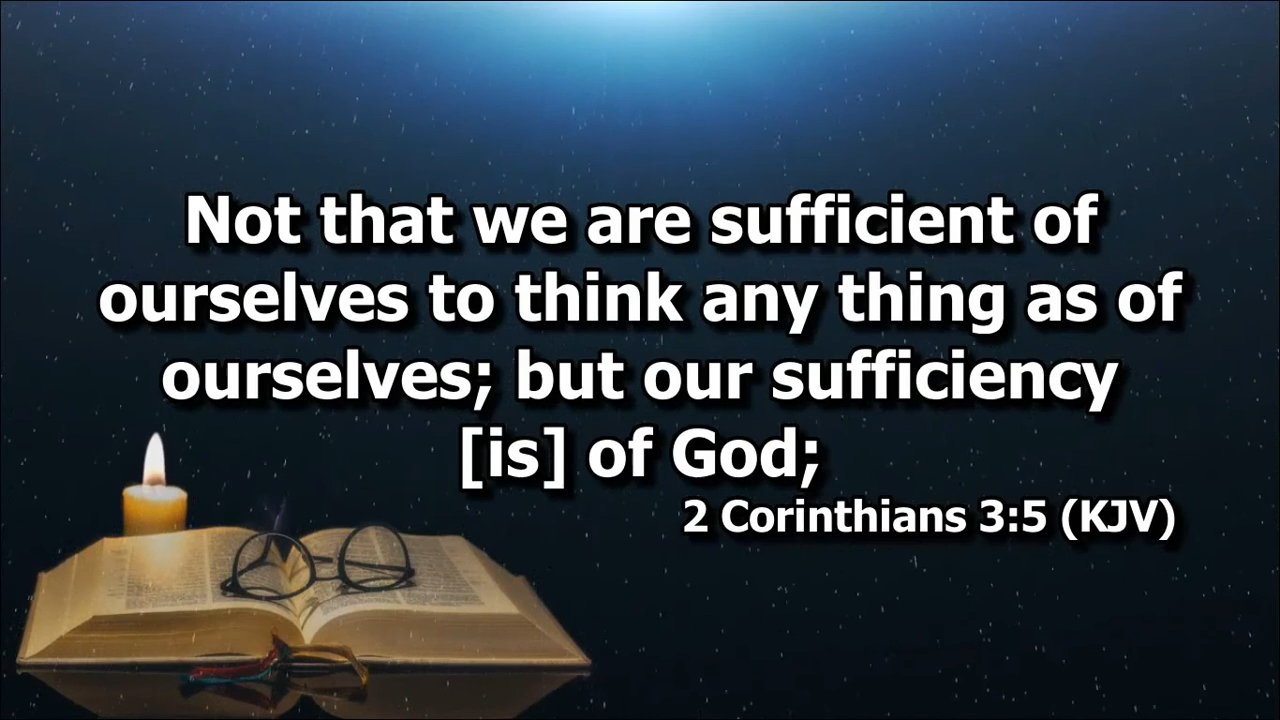 Not that we are sufficient of
ourselves to think any thing as of
ourselves; but our sufficiency
[is] of God;
2 Corinthians 3:5 (KJV)